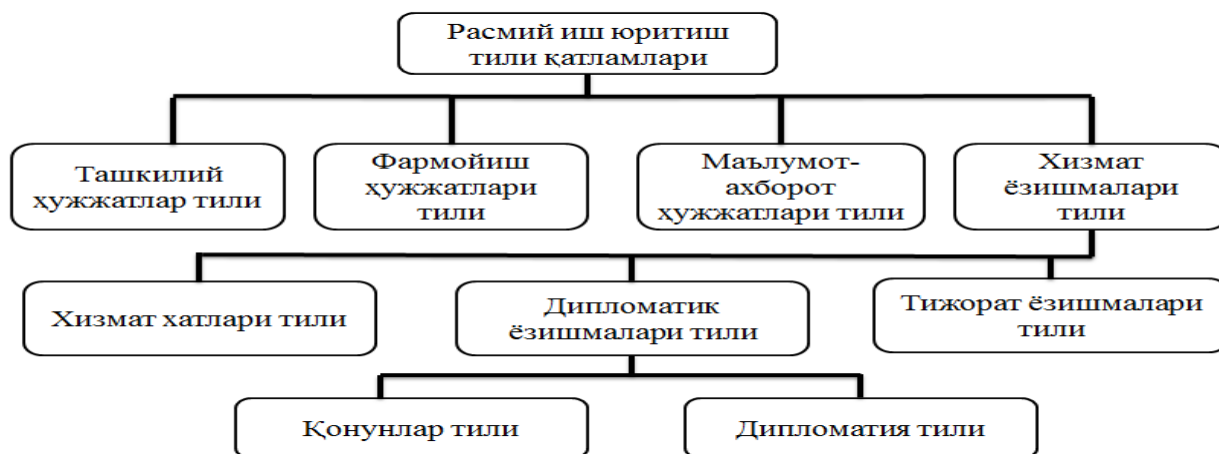 Расмий иш юритиш
тили қатламлари
Ташкилий
ҳужжатлар тили
Фармойиш
ҳужжатлари
тили
Маълумот-
ахборот
ҳужжатлари тили
Хизмат
ёзишмалари
тили
Хизмат хатлари тили
Дипломатик
ёзишмалари тили
Тижорат ёзишмалари
тили
Қонунлар тили
Дипломатия тили